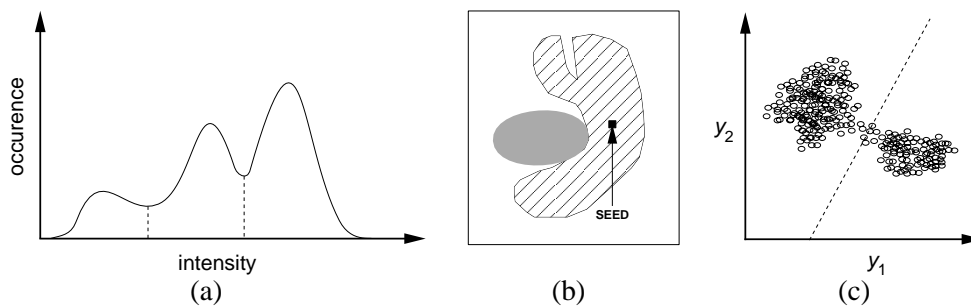 occurence
intensity
(a)
SEED
(b)
y2
y1
(c)